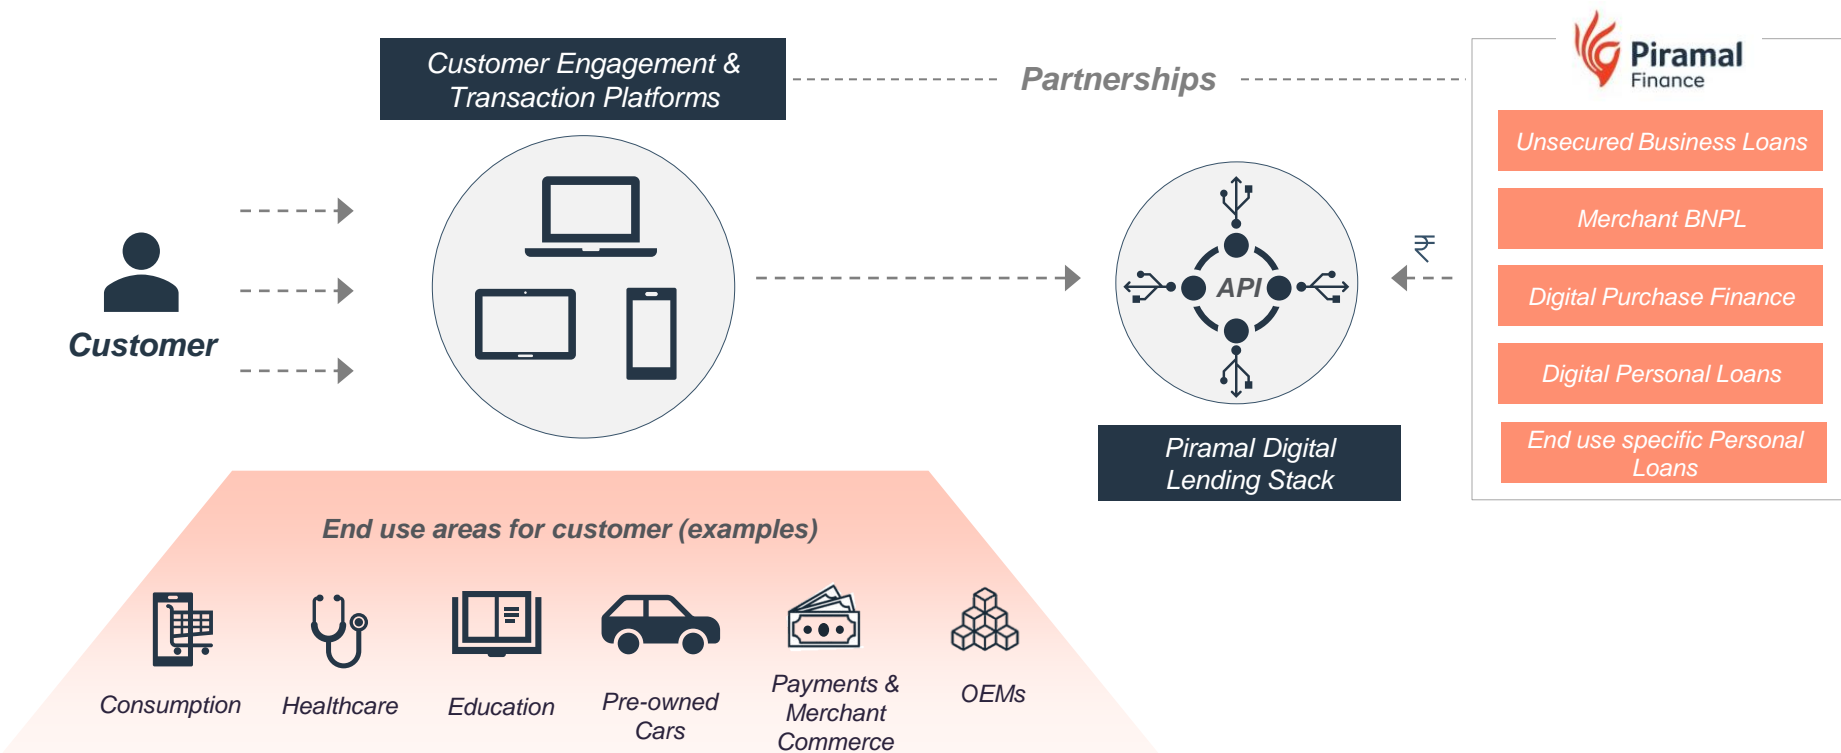 Customer Engagement &
Transaction Platforms
Partnerships
Piramal
Finance
Unsecured Business Loans
Merchant BNPL
Digital Purchase Finance
Digital Personal Loans
End use specific Personal
Loans
₹
API
Customer
Piramal Digital
Lending Stack
End use areas for customer (examples)
Consumption
Healthcare
Education
Pre-owned
Cars
Payments &
Merchant
Commerce
OEMs